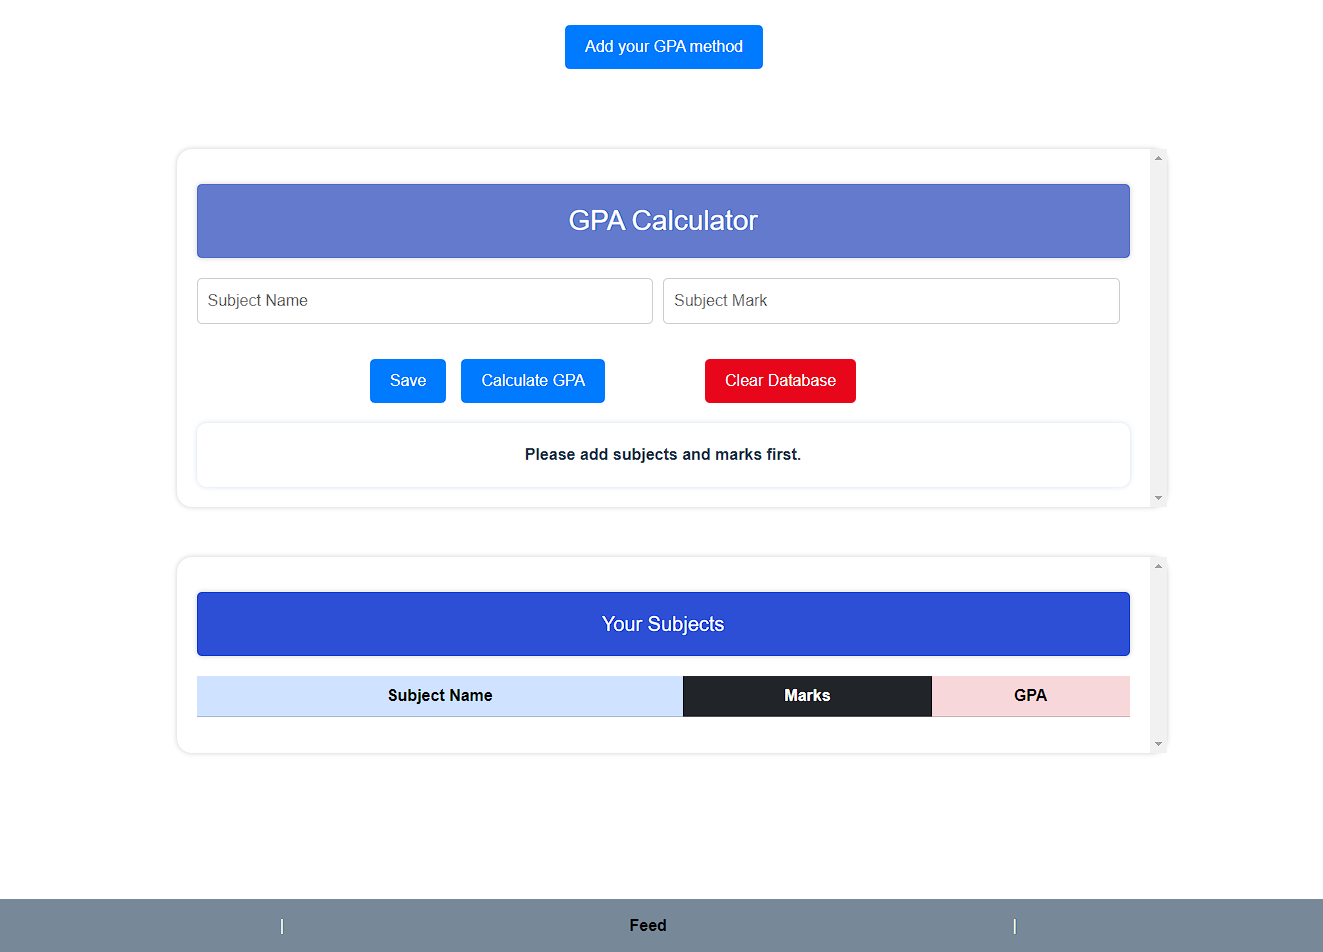 Add your GPA method
GPA Calculator
Subject Name
Subject Mark
Save
Calculate GPA
Clear Database
Please add subjects and marks first.
Your Subjects
Subject Name
Marks
GPA
| Feed |